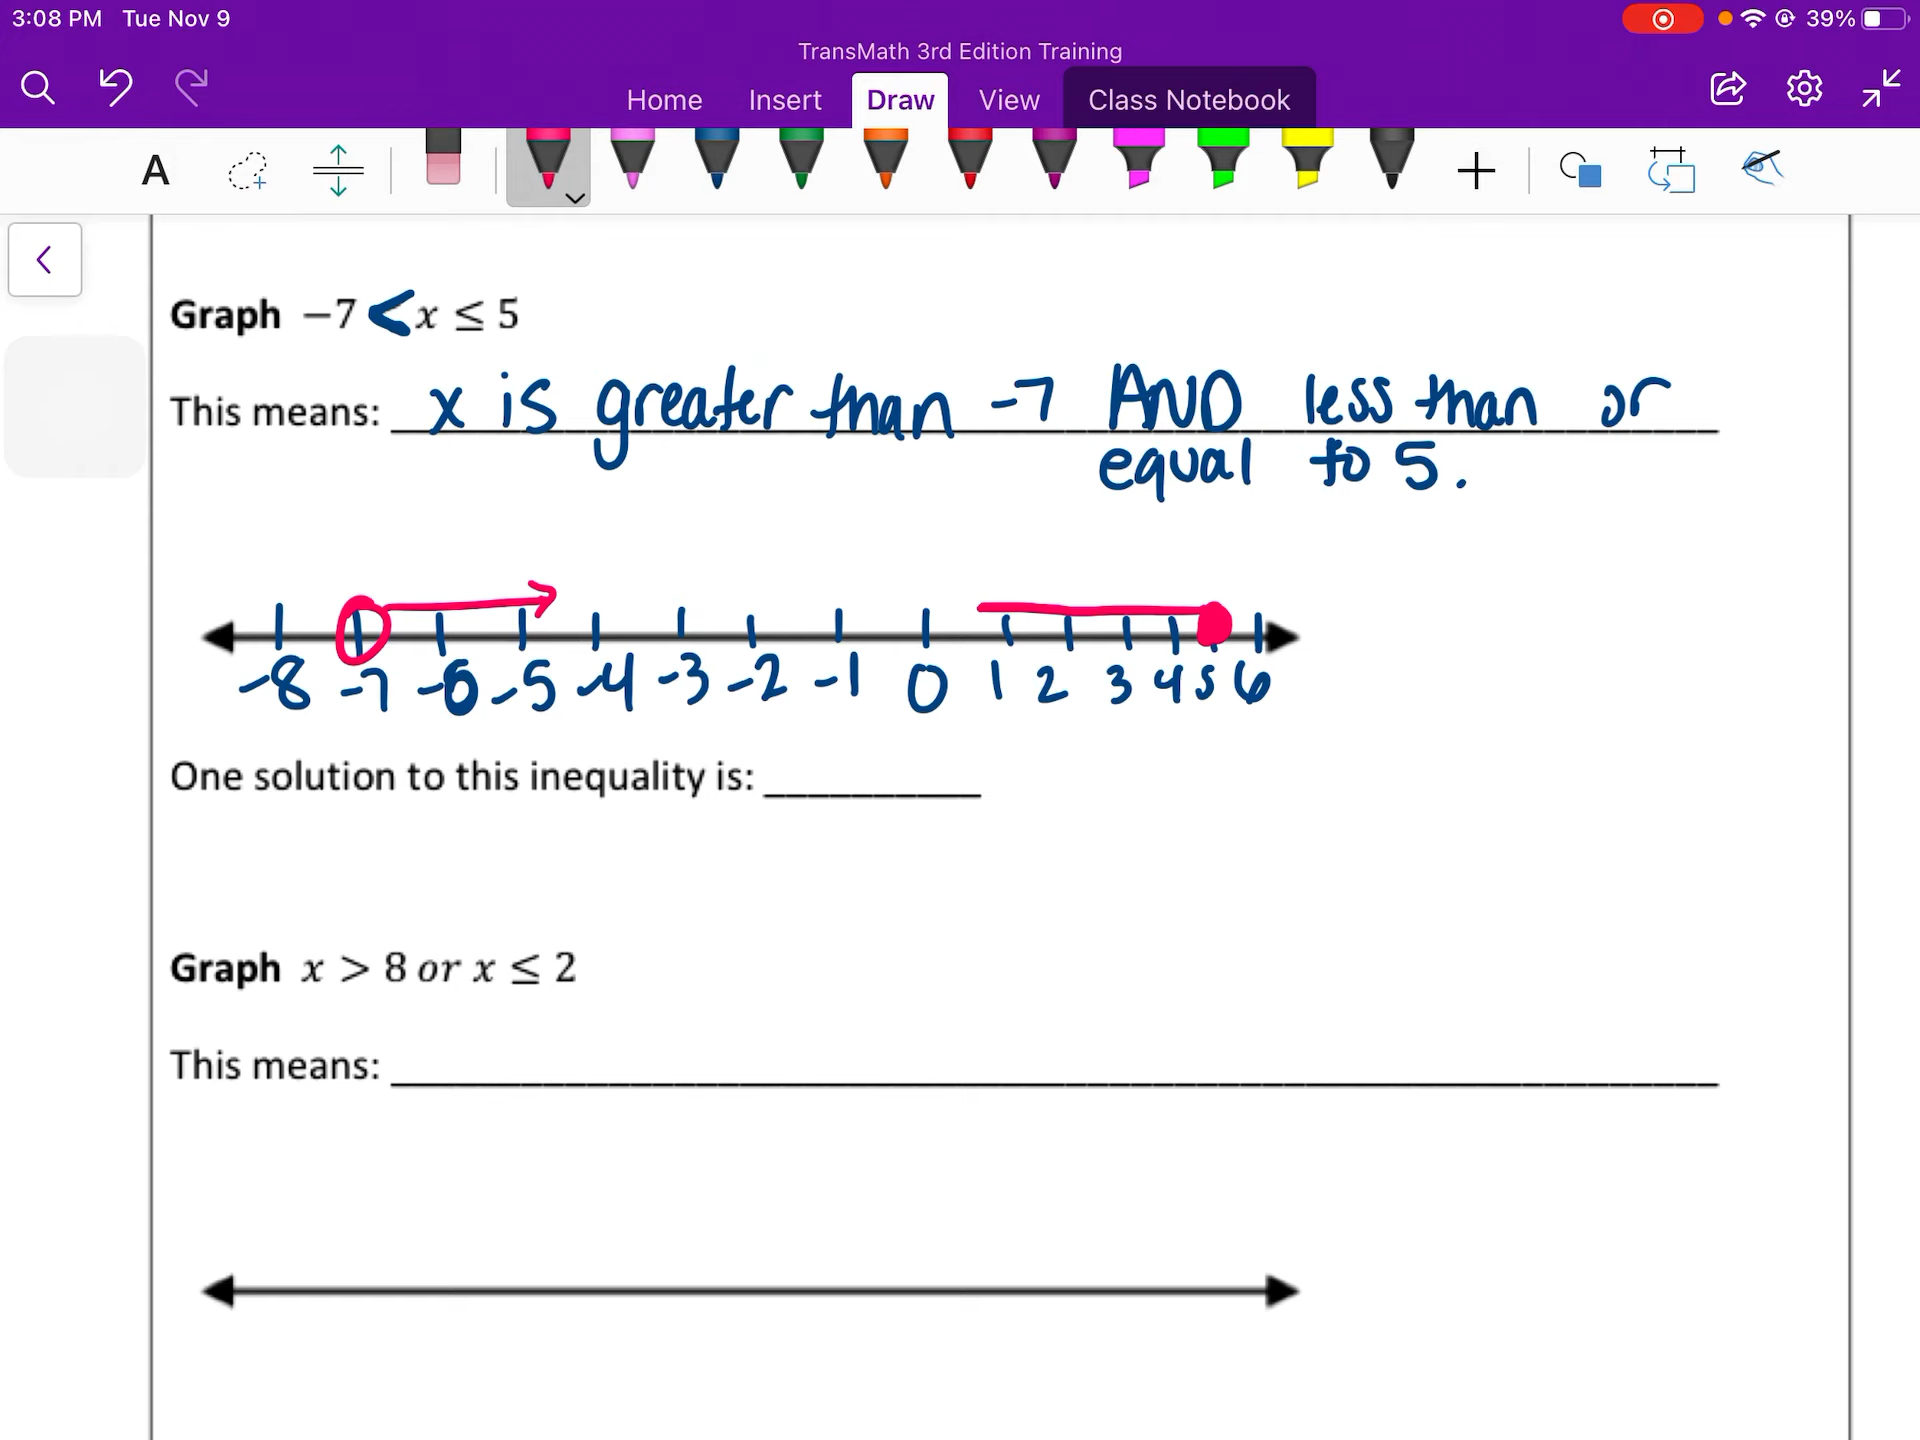 3:08 PM Tue Nov 9
39%
TransMath 3rd Edition Training
Home Insert Draw View Class Notebook
A
Graph −7 < x ≤ 5
This means: x is greater than -7 AND less than or
equal to 5.
-8 -7 -6 -5 -4 -3 -2 -1 0 1 2 3 4 5 6
One solution to this inequality is: __________
Graph x > 8 or x ≤ 2
This means: ______________________________